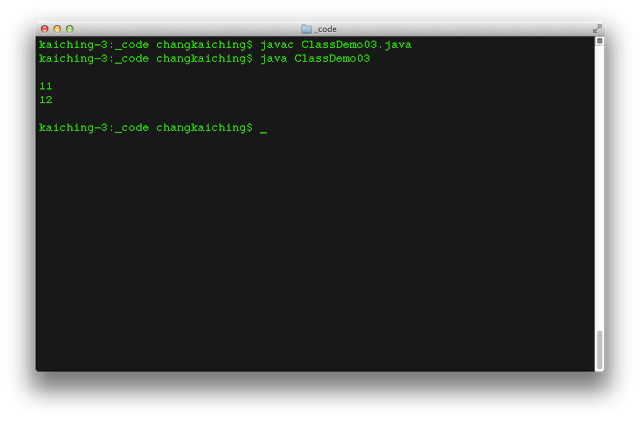 _code
kaiching-3:_code changkaiching$ javac ClassDemo03.java
kaiching-3:_code changkaiching$ java ClassDemo03
11
12
kaiching-3:_code changkaiching$ _